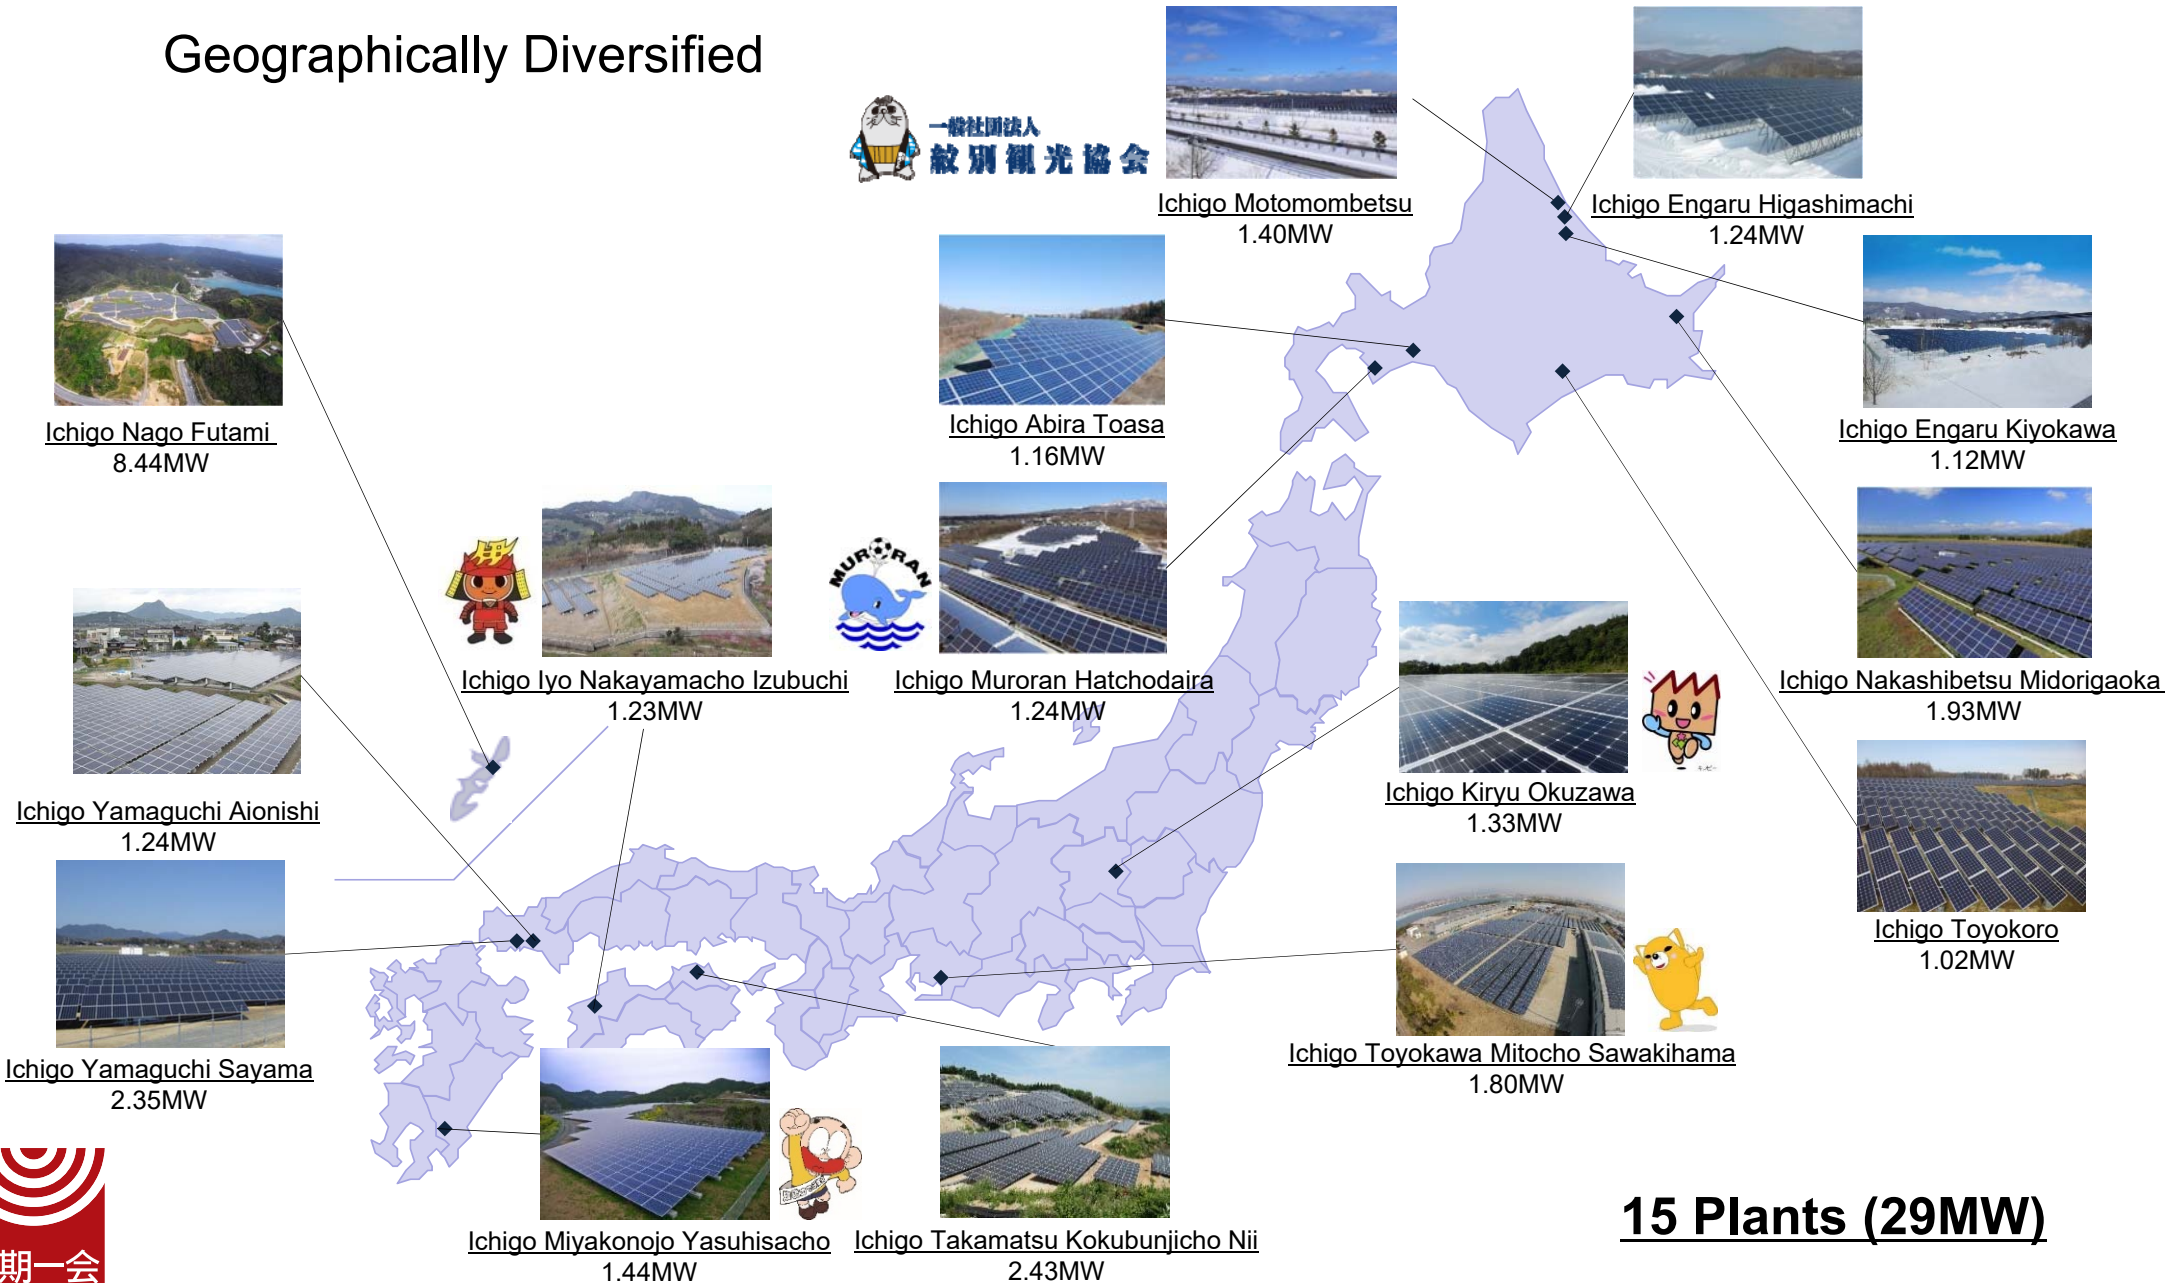 Geographically Diversified
一般社団法人
紋別観光協会
Ichigo Motomombetsu
1.40MW
Ichigo Engaru Higashimachi
1.24MW
Ichigo Nago Futami
8.44MW
Ichigo Abira Toasa
1.16MW
Ichigo Engaru Kiyokawa
1.12MW
MURORAN
Ichigo Iyo Nakayamacho Izubuchi
1.23MW
Ichigo Muroran Hatchodaira
1.24MW
Ichigo Nakashibetsu Midorigaoka
1.93MW
Ichigo Yamaguchi Aionishi
1.24MW
Ichigo Kiryu Okuzawa
1.33MW
Ichigo Toyokoro
1.02MW
Ichigo Yamaguchi Sayama
2.35MW
Ichigo Toyokawa Mitocho Sawakihama
1.80MW
Ichigo Miyakonojo Yasuhisacho
1.44MW
Ichigo Takamatsu Kokubunjicho Nii
2.43MW
15 Plants (29MW)
期一会